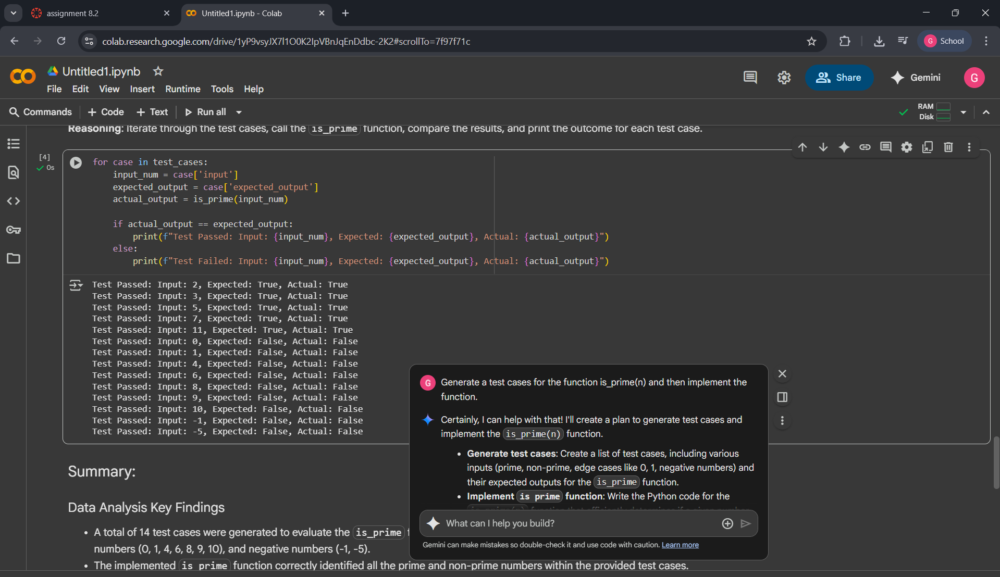 assignment 8.2
Untitled1.ipynb - Colab
colab.research.google.com/drive/1yP9vsyJX7l1O0K2IpVBnJqEnDdbc-2K2#scrollTo=7f97f71c
G School
CO Untitled1.ipynb
File Edit View Insert Runtime Tools Help
Share
Gemini
G
Commands + Code + Text Run all
RAM
Disk
Reasoning: Iterate through the test cases, call the is_prime function, compare the results, and print the outcome for each test case.
[4]
0s
for case in test_cases:
    input_num = case['input']
    expected_output = case['expected_output']
    actual_output = is_prime(input_num)
    if actual_output == expected_output:
        print(f"Test Passed: Input: {input_num}, Expected: {expected_output}, Actual: {actual_output}")
    else:
        print(f"Test Failed: Input: {input_num}, Expected: {expected_output}, Actual: {actual_output}")
Test Passed: Input: 2, Expected: True, Actual: True
Test Passed: Input: 3, Expected: True, Actual: True
Test Passed: Input: 5, Expected: True, Actual: True
Test Passed: Input: 7, Expected: True, Actual: True
Test Passed: Input: 11, Expected: True, Actual: True
Test Passed: Input: 0, Expected: False, Actual: False
Test Passed: Input: 1, Expected: False, Actual: False
Test Passed: Input: 4, Expected: False, Actual: False
Test Passed: Input: 6, Expected: False, Actual: False
Test Passed: Input: 8, Expected: False, Actual: False
Test Passed: Input: 9, Expected: False, Actual: False
Test Passed: Input: 10, Expected: False, Actual: False
Test Passed: Input: -1, Expected: False, Actual: False
Test Passed: Input: -5, Expected: False, Actual: False
Summary:
Data Analysis Key Findings
• A total of 14 test cases were generated to evaluate the is_prime
numbers (0, 1, 4, 6, 8, 9, 10), and negative numbers (-1, -5).
• The implemented is prime function correctly identified all the prime and non-prime numbers within the provided test cases.
G Generate a test cases for the function is_prime(n) and then implement the
function.
Certainly, I can help with that! I'll create a plan to generate test cases and
implement the is_prime(n) function.
• Generate test cases: Create a list of test cases, including various
inputs (prime, non-prime, edge cases like 0, 1, negative numbers) and
their expected outputs for the is_prime function.
• Implement is prime function: Write the Python code for the
What can I help you build?
Gemini can make mistakes so double-check it and use code with caution. Learn more